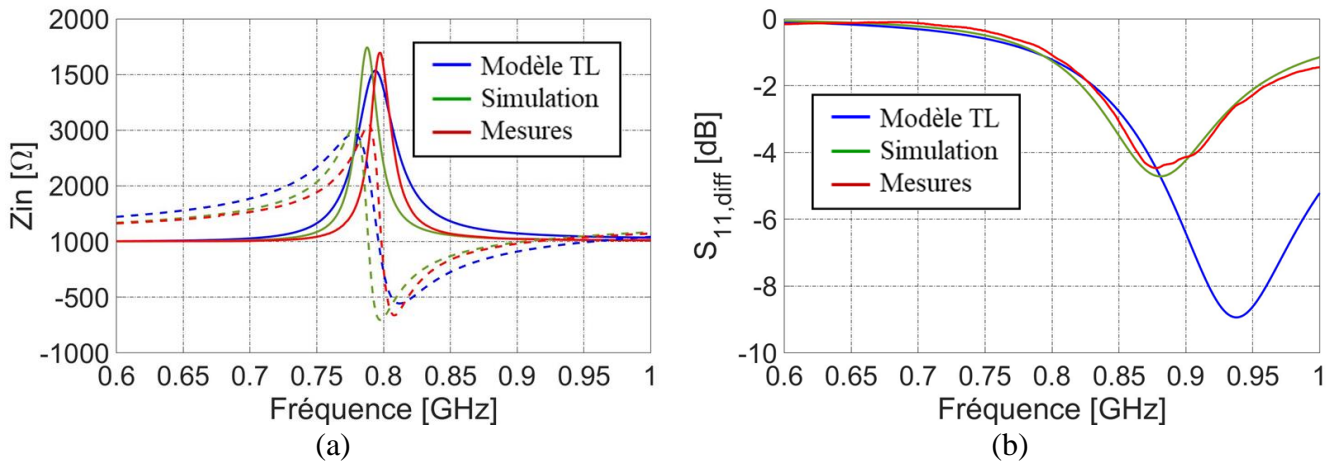 2000
1500
3000
2000
1000
-500
-1000
Zin [Ω]
Modèle TL
Simulation
Mesures
0.6 0.65 0.7 0.75 0.8 0.85 0.9 0.95 1
Fréquence [GHz]
(a)
0
-2
-4
-6
-8
-10
S11,diff [dB]
Modèle TL
Simulation
Mesures
0.6 0.65 0.7 0.75 0.8 0.85 0.9 0.95 1
Fréquence [GHz]
(b)